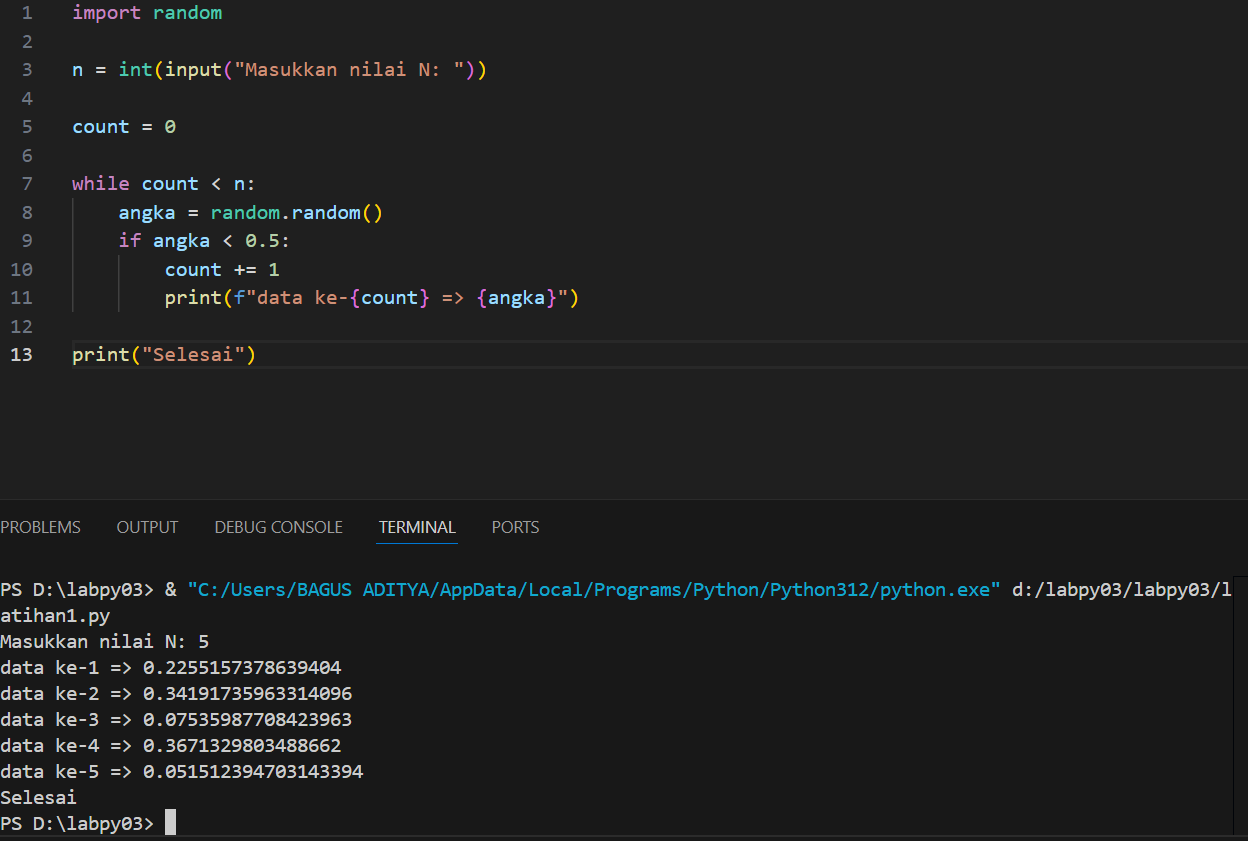 1 import random
2
3 n = int(input("Masukkan nilai N: "))
4
5 count = 0
6
7 while count < n:
8     angka = random.random()
9     if angka < 0.5:
10         count += 1
11         print(f"data ke-{count} => {angka}")
12
13 print("Selesai")
PROBLEMS OUTPUT DEBUG CONSOLE TERMINAL PORTS
PS D:\labpy03> & "C:/Users/BAGUS ADITYA/AppData/Local/Programs/Python/Python312/python.exe" d:/labpy03/labpy03/l
atihan1.py
Masukkan nilai N: 5
data ke-1 => 0.2255157378639404
data ke-2 => 0.34191735963314096
data ke-3 => 0.07535987708423963
data ke-4 => 0.3671329803488662
data ke-5 => 0.051512394703143394
Selesai
PS D:\labpy03>